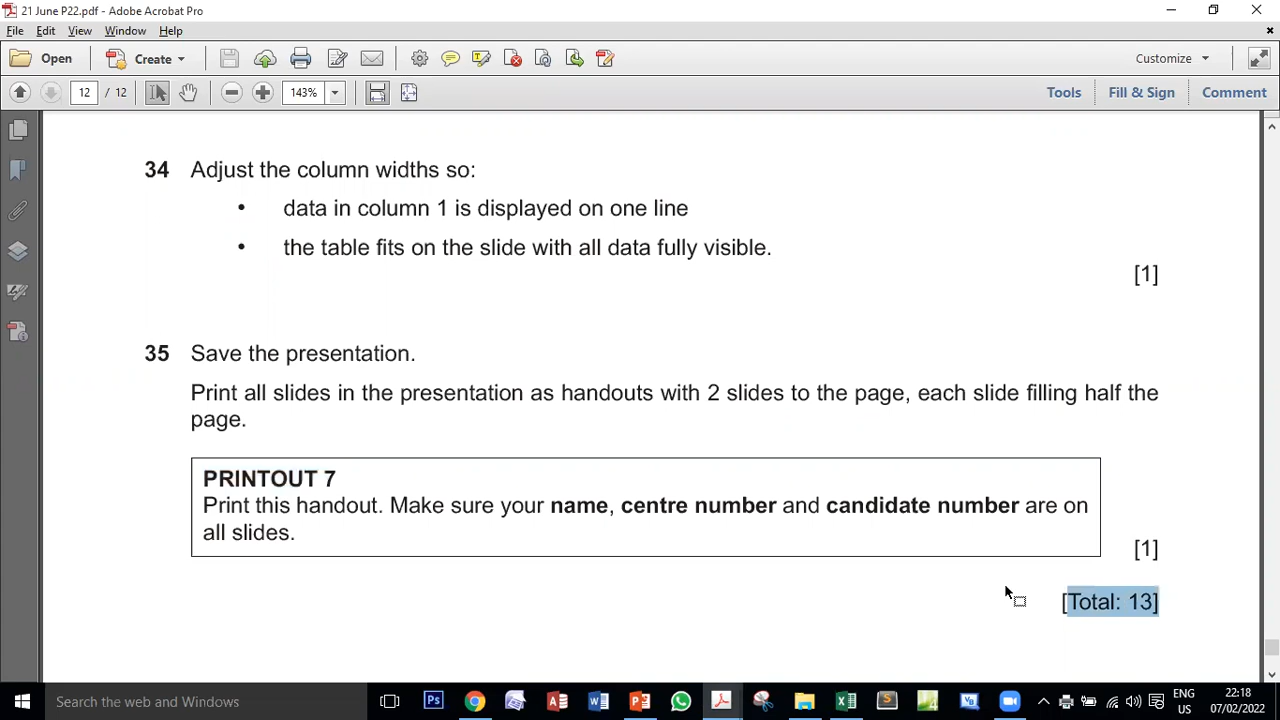 21 June P22.pdf - Adobe Acrobat Pro
File Edit View Window Help
Open Create Customize
12 / 12 143% Tools Fill & Sign Comment
34 Adjust the column widths so:
• data in column 1 is displayed on one line
• the table fits on the slide with all data fully visible.
[1]
35 Save the presentation.
Print all slides in the presentation as handouts with 2 slides to the page, each slide filling half the
page.
PRINTOUT 7
Print this handout. Make sure your name, centre number and candidate number are on
all slides.
[1]
[Total: 13]
Search the web and Windows
ENG 22:18
US 07/02/2022